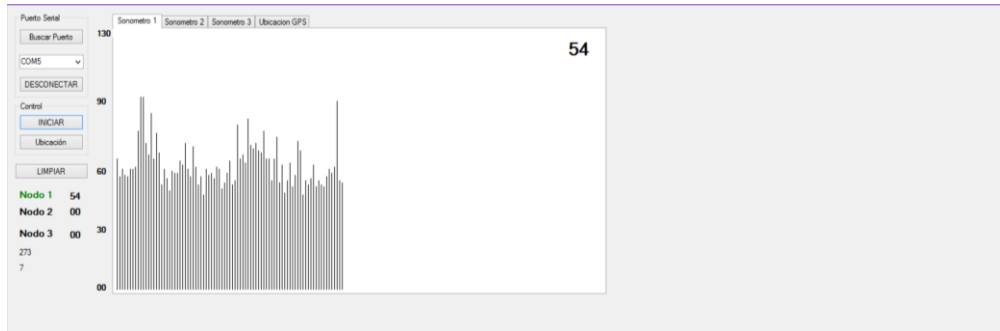 Puerto Serial
Buscar Puerto
COM5
DESCONECTAR
Control
INICIAR
Ubicación
LIMPIAR
Nodo 1 54
Nodo 2 00
Nodo 3 00
273
7
Sonometro 1 Sonometro 2 Sonometro 3 Ubicacion GPS
130
90
60
30
00
54